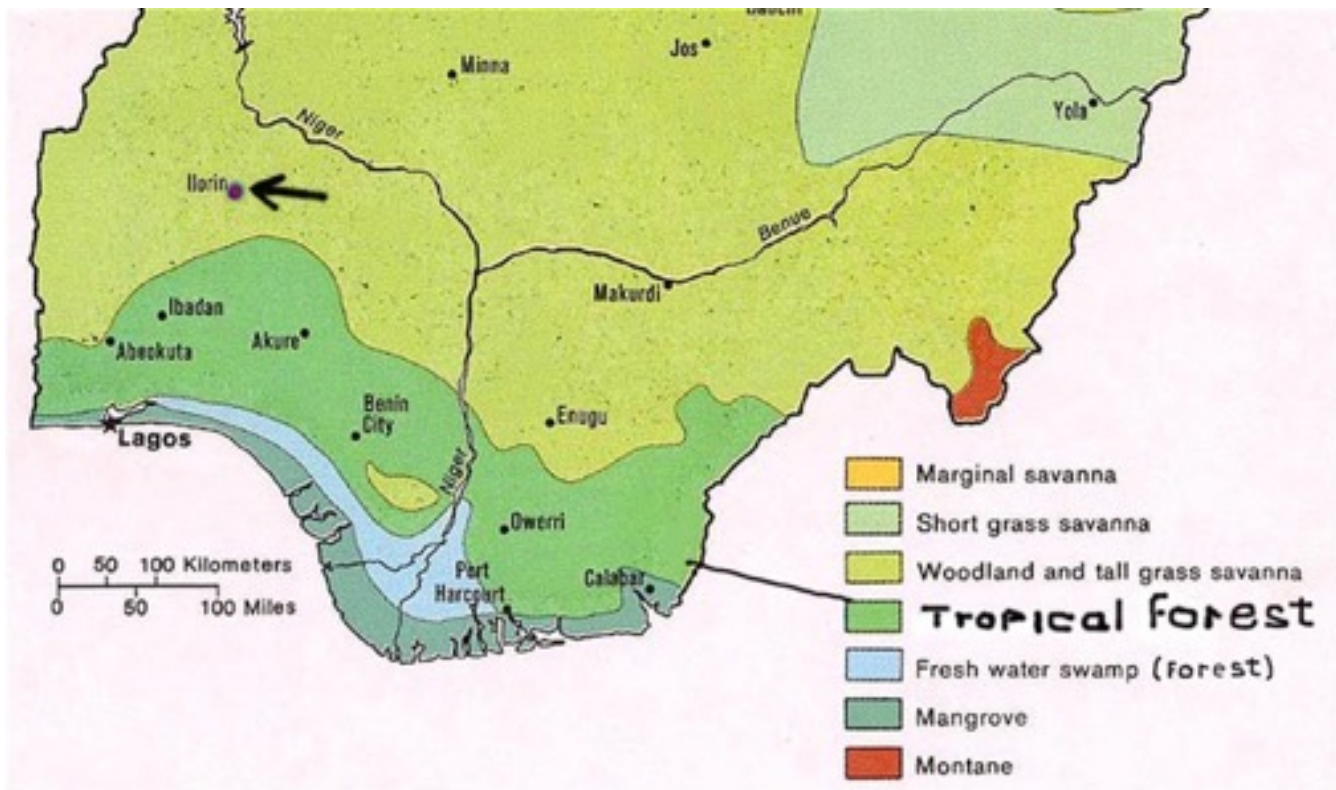 Minna
Jos
Yola
Niger
Ilorin
Benue
Makurdi
Ibadan
Akure
Abeokuta
Benin
City
Enugu
Lagos
Niger
Owerri
Port
Harcourt
Calabar
0 50 100 Kilometers
0 50 100 Miles
Marginal savanna
Short grass savanna
Woodland and tall grass savanna
Tropical Forest
Fresh water swamp (Forest)
Mangrove
Montane